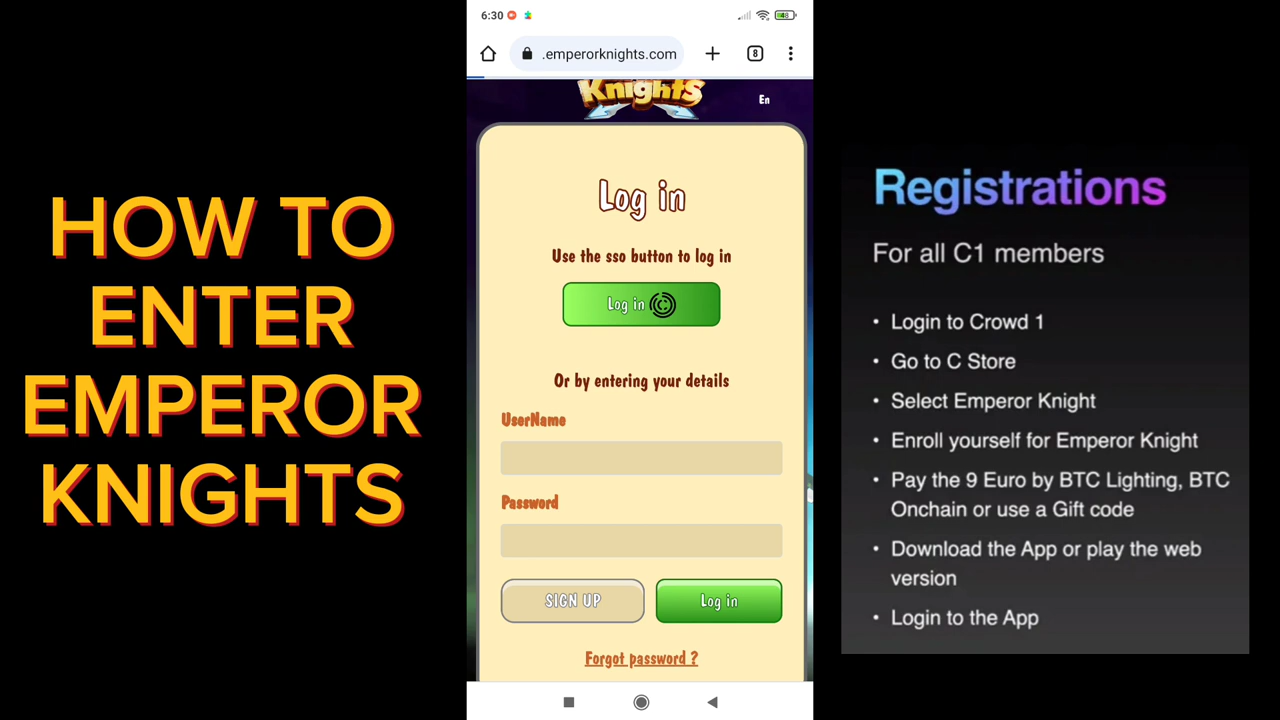 HOW TO
ENTER
EMPEROR
KNIGHTS
6:30
48
.emperorknights.com
8
Knights
En
Log in
Use the sso button to log in
Log in
Or by entering your details
UserName
Password
SIGN UP
Log in
Forgot password ?
Registrations
For all C1 members
• Login to Crowd 1
• Go to C Store
• Select Emperor Knight
• Enroll yourself for Emperor Knight
• Pay the 9 Euro by BTC Lighting, BTC
Onchain or use a Gift code
• Download the App or play the web
version
• Login to the App